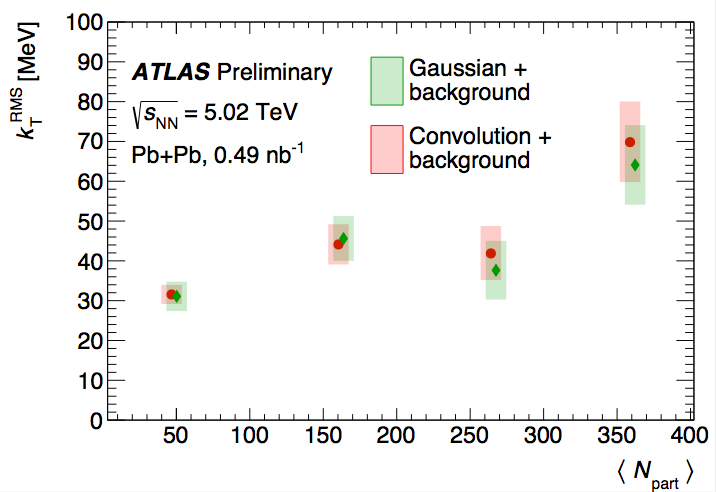 k_T^RMS [MeV]
100
90
80
70
60
50
40
30
20
10
0
ATLAS Preliminary
√s_NN = 5.02 TeV
Pb+Pb, 0.49 nb^-1
Gaussian +
background
Convolution +
background
50 100 150 200 250 300 350 400
⟨ N_part ⟩